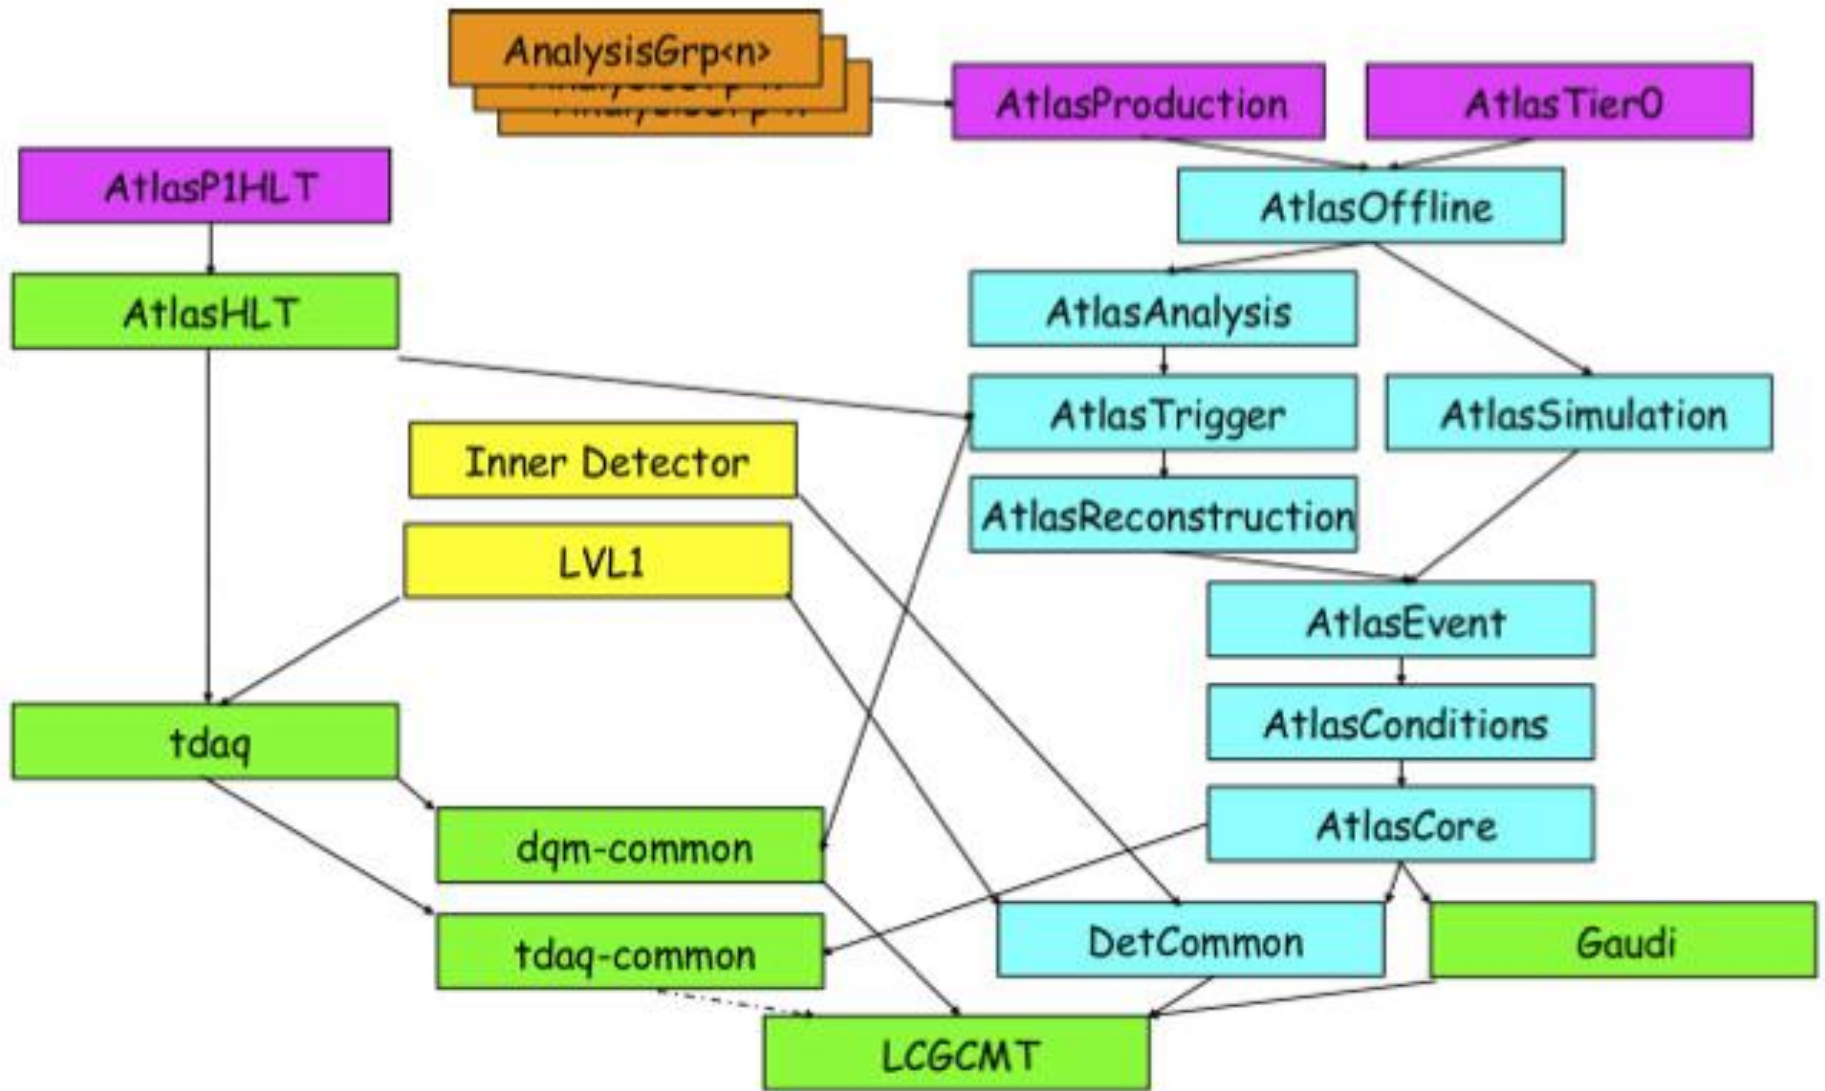 AnalysisGrp<n>
AtlasProduction
AtlasTier0
AtlasP1HLT
AtlasOffline
AtlasHLT
AtlasAnalysis
AtlasTrigger
AtlasSimulation
Inner Detector
AtlasReconstruction
LVL1
AtlasEvent
tdaq
AtlasConditions
AtlasCore
dqm-common
DetCommon
Gaudi
tdaq-common
LCGCMT